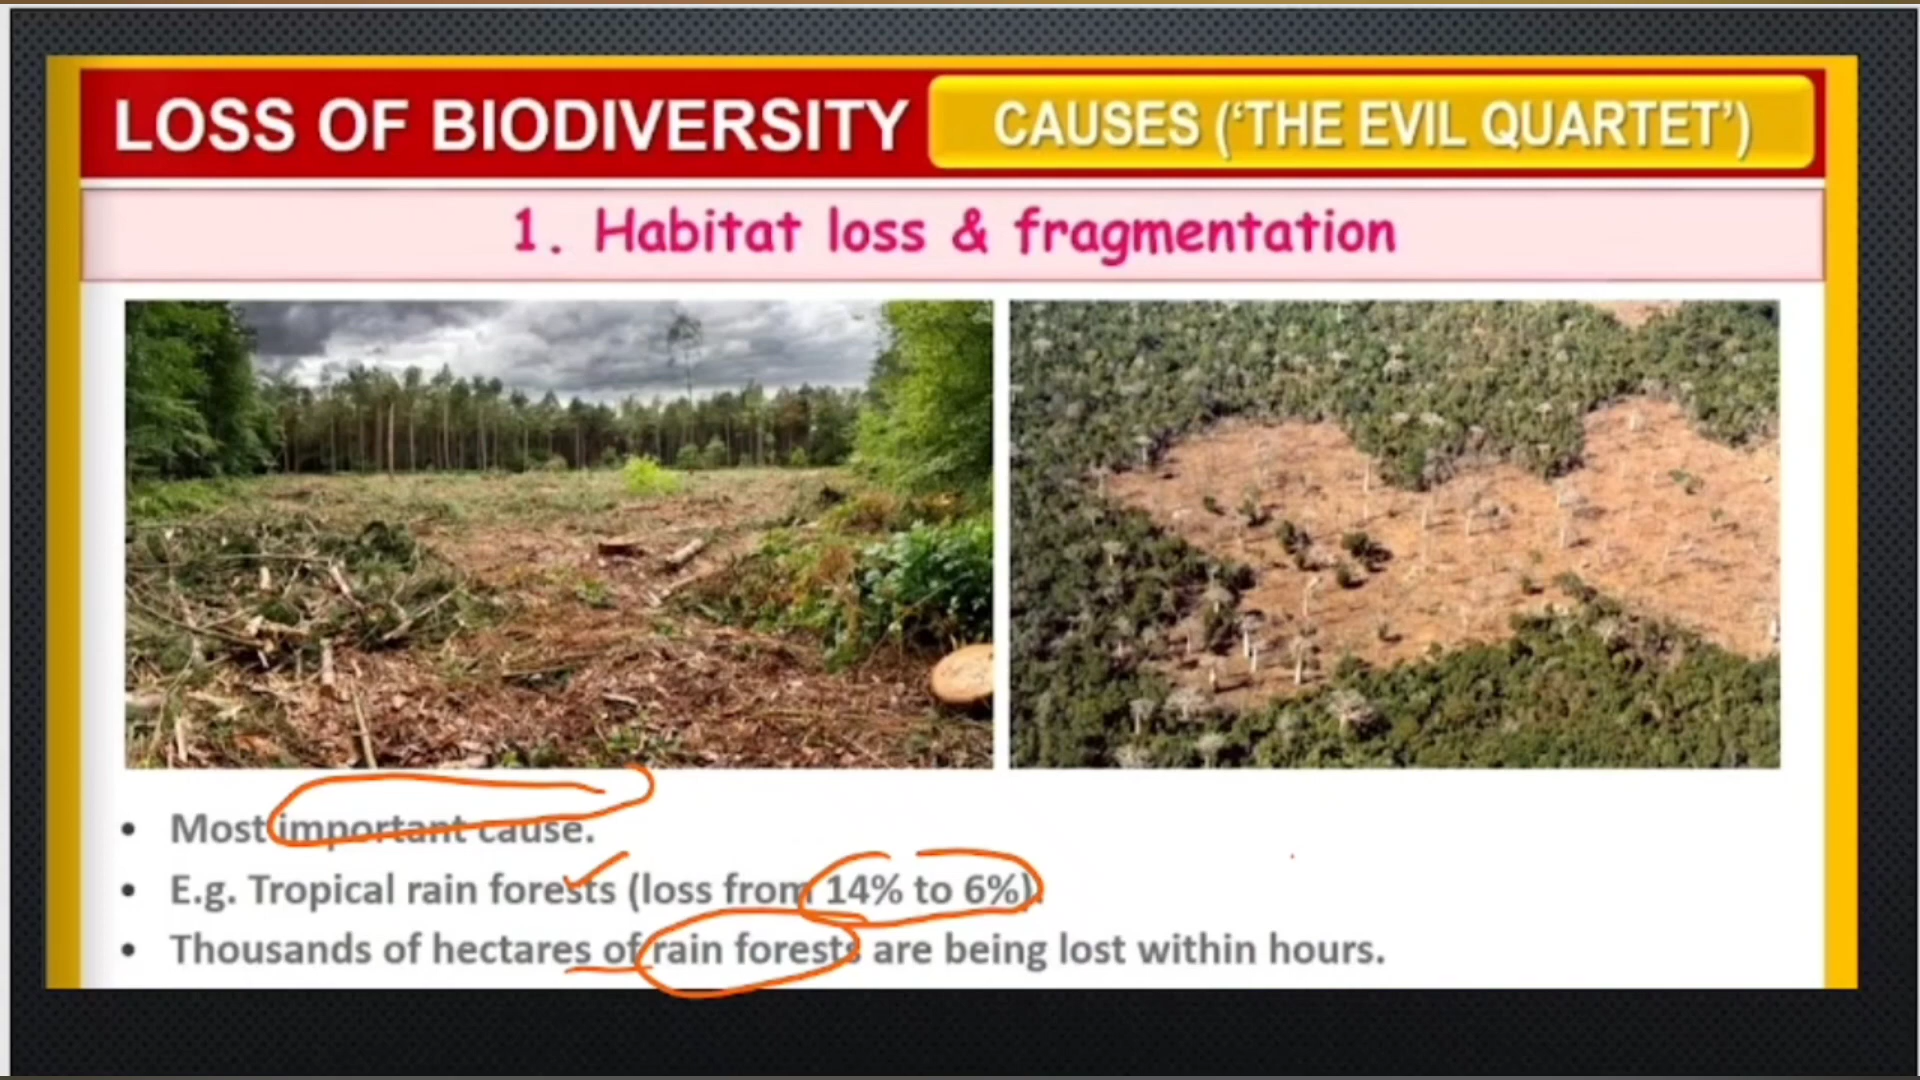 LOSS OF BIODIVERSITY
CAUSES (‘THE EVIL QUARTET’)
1. Habitat loss & fragmentation
• Most important cause.
• E.g. Tropical rain forests (loss from 14% to 6%).
• Thousands of hectares of rain forests are being lost within hours.